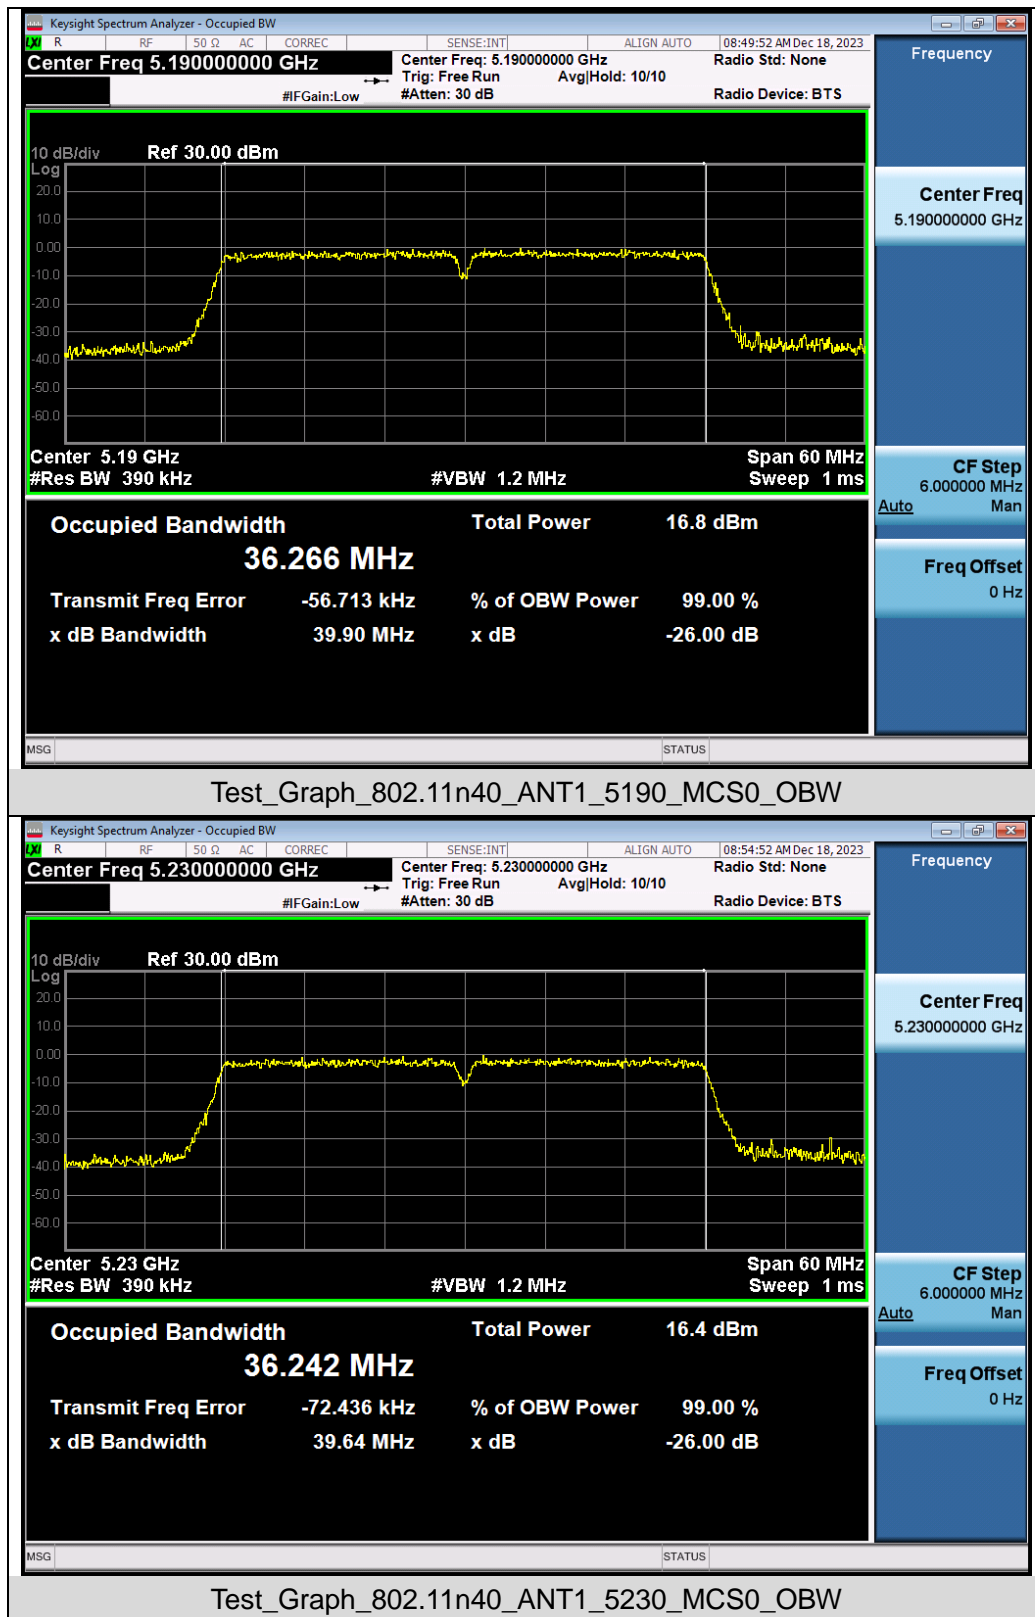 Keysight Spectrum Analyzer - Occupied BW
LXI R RF 50 Ω AC CORREC SENSE:INT ALIGN AUTO 08:49:52 AM Dec 18, 2023
Center Freq 5.190000000 GHz
Center Freq: 5.190000000 GHz
Radio Std: None
Trig: Free Run Avg|Hold: 10/10
#IFGain:Low
#Atten: 30 dB
Radio Device: BTS
Frequency
10 dB/div Ref 30.00 dBm
Log
20.0
10.0
0.00
-10.0
-20.0
-30.0
-40.0
-50.0
-60.0
Center 5.19 GHz Span 60 MHz
#Res BW 390 kHz #VBW 1.2 MHz Sweep 1 ms
Center Freq
5.190000000 GHz
CF Step
6.000000 MHz
Auto Man
Freq Offset
0 Hz
Occupied Bandwidth Total Power 16.8 dBm
36.266 MHz
Transmit Freq Error -56.713 kHz % of OBW Power 99.00 %
x dB Bandwidth 39.90 MHz x dB -26.00 dB
MSG STATUS
Test_Graph_802.11n40_ANT1_5190_MCS0_OBW
Keysight Spectrum Analyzer - Occupied BW
LXI R RF 50 Ω AC CORREC SENSE:INT ALIGN AUTO 08:54:52 AM Dec 18, 2023
Center Freq 5.230000000 GHz
Center Freq: 5.230000000 GHz
Radio Std: None
Trig: Free Run Avg|Hold: 10/10
#IFGain:Low
#Atten: 30 dB
Radio Device: BTS
Frequency
10 dB/div Ref 30.00 dBm
Log
20.0
10.0
0.00
-10.0
-20.0
-30.0
-40.0
-50.0
-60.0
Center 5.23 GHz Span 60 MHz
#Res BW 390 kHz #VBW 1.2 MHz Sweep 1 ms
Center Freq
5.230000000 GHz
CF Step
6.000000 MHz
Auto Man
Freq Offset
0 Hz
Occupied Bandwidth Total Power 16.4 dBm
36.242 MHz
Transmit Freq Error -72.436 kHz % of OBW Power 99.00 %
x dB Bandwidth 39.64 MHz x dB -26.00 dB
MSG STATUS
Test_Graph_802.11n40_ANT1_5230_MCS0_OBW